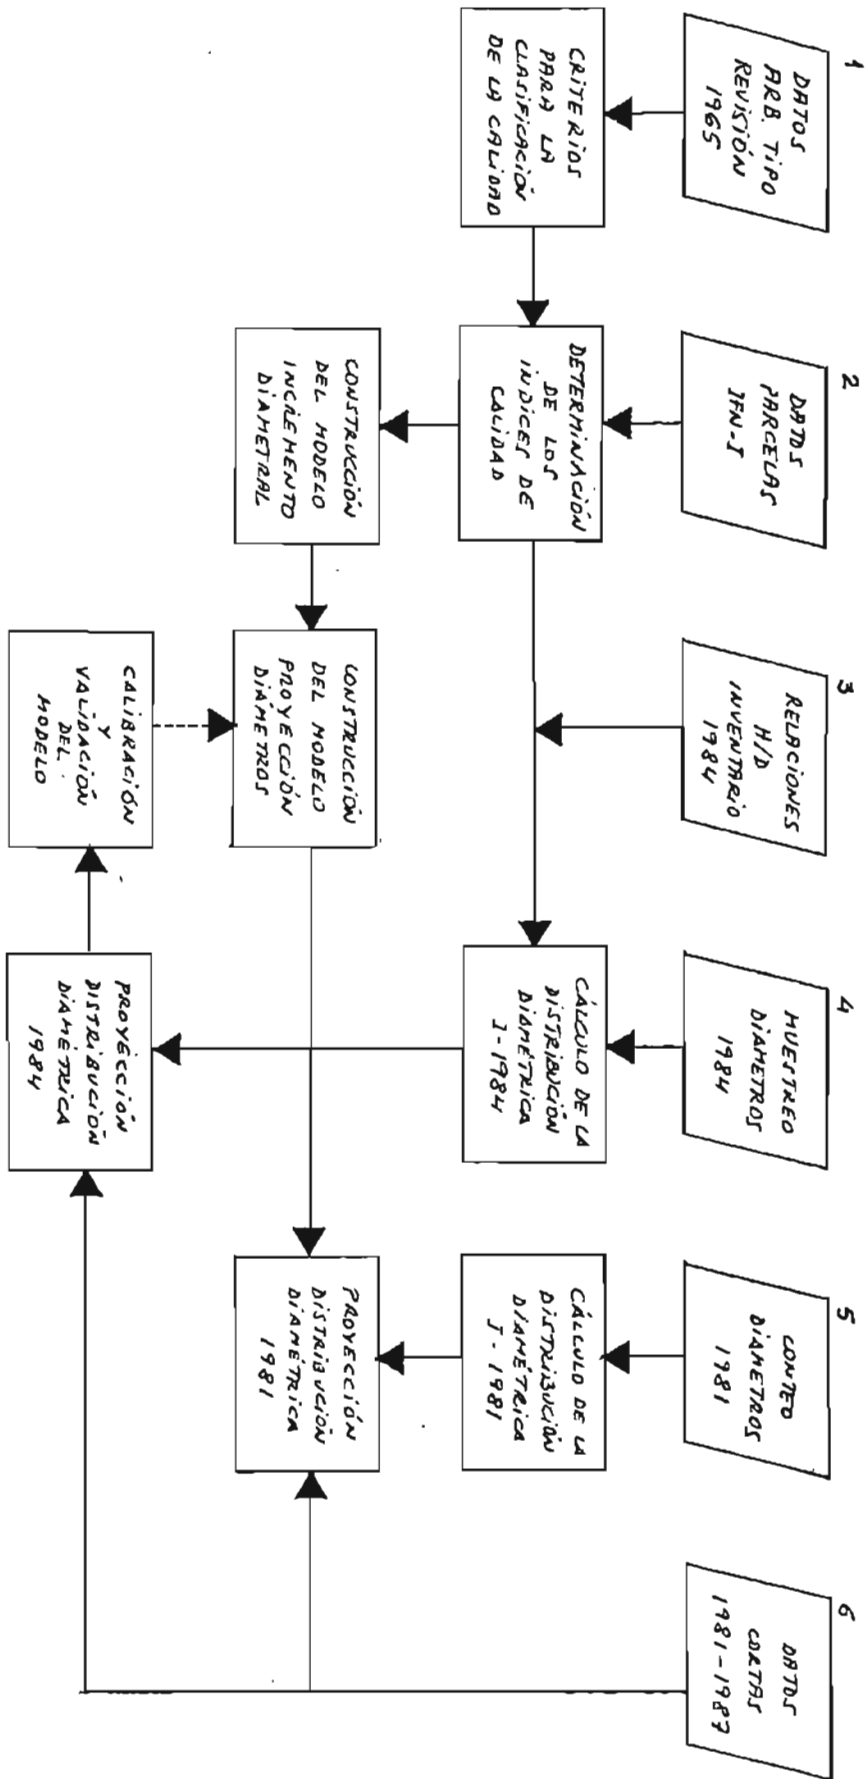 1
DATOS
ARB. TIPO
REVISIÓN
1965
2
DATOS
PARCELAS
IFN-I
3
RELACIONES
H/D
INVENTARIO
1984
4
MUESTREO
DIÁMETROS
1984
5
CONTEO
DIÁMETROS
1981
6
DATOS
CORTAS
1981-1987
CRITERIOS
PARA LA
CLASIFICACIÓN
DE LA CALIDAD
DETERMINACIÓN
DE LOS
ÍNDICES DE
CALIDAD
CÁLCULO DE LA
DISTRIBUCIÓN
DIAMÉTRICA
I-1984
CÁLCULO DE LA
DISTRIBUCIÓN
DIAMÉTRICA
I-1981
CONSTRUCCIÓN
DEL MODELO
INCREMENTO
DIAMETRAL
CONSTRUCCIÓN
DEL MODELO
PROYECCIÓN
DIÁMETROS
PROYECCIÓN
DISTRIBUCIÓN
DIAMÉTRICA
1981
CALIBRACIÓN
Y
VALIDACIÓN
DEL
MODELO
PROYECCIÓN
DISTRIBUCIÓN
DIAMÉTRICA
1984